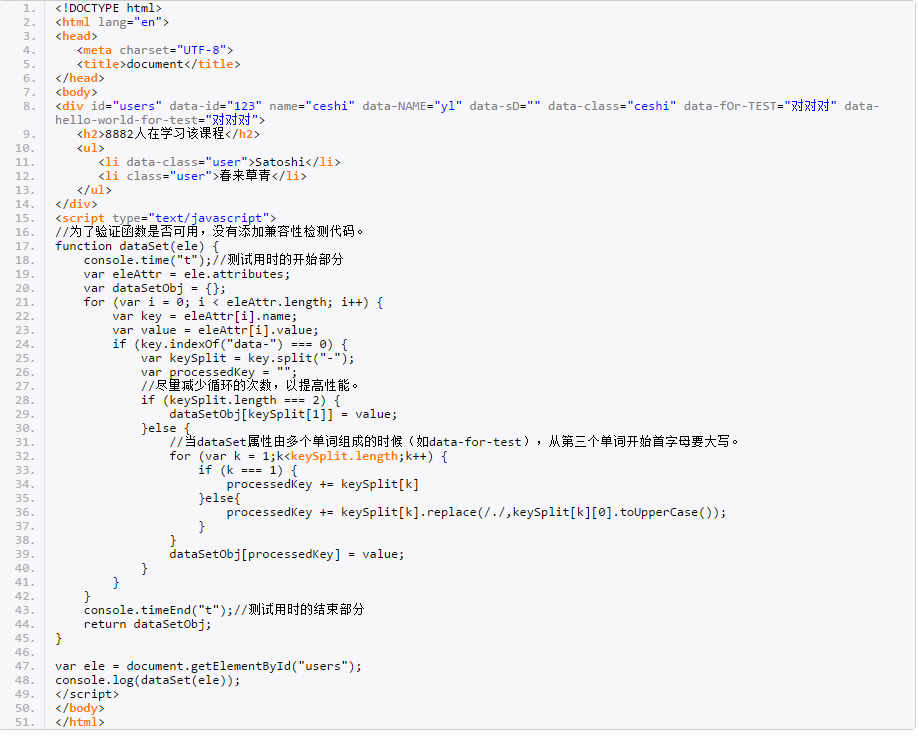 1. <!DOCTYPE html>
2. <html lang="en">
3. <head>
4.    <meta charset="UTF-8">
5.    <title>document</title>
6. </head>
7. <body>
8. <div id="users" data-id="123" name="ceshi" data-NAME="yl" data-sD="" data-class="ceshi" data-fOr-TEST="对对对" data-
hello-world-for-test="对对对">
9.    <h2>8882人在学习该课程</h2>
10.    <ul>
11.       <li data-class="user">Satoshi</li>
12.       <li class="user">春来草青</li>
13.    </ul>
14. </div>
15. <script type="text/javascript">
16. //为了验证函数是否可用，没有添加兼容性检测代码。
17. function dataSet(ele) {
18.     console.time("t");//测试用时的开始部分
19.     var eleAttr = ele.attributes;
20.     var dataSetObj = {};
21.     for (var i = 0; i < eleAttr.length; i++) {
22.         var key = eleAttr[i].name;
23.         var value = eleAttr[i].value;
24.         if (key.indexOf("data-") === 0) {
25.             var keySplit = key.split("-");
26.             var processedKey = "";
27.             //尽量减少循环的次数，以提高性能。
28.             if (keySplit.length === 2) {
29.                 dataSetObj[keySplit[1]] = value;
30.             }else {
31.                 //当dataSet属性由多个单词组成的时候（如data-for-test），从第三个单词开始首字母要大写。
32.                 for (var k = 1;k<keySplit.length;k++) {
33.                     if (k === 1) {
34.                         processedKey += keySplit[k]
35.                     }else{
36.                         processedKey += keySplit[k].replace(/./,keySplit[k][0].toUpperCase());
37.                     }
38.                 }
39.                 dataSetObj[processedKey] = value;
40.             }
41.         }
42.     }
43.     console.timeEnd("t");//测试用时的结束部分
44.     return dataSetObj;
45. }
46.
47. var ele = document.getElementById("users");
48. console.log(dataSet(ele));
49. </script>
50. </body>
51. </html>